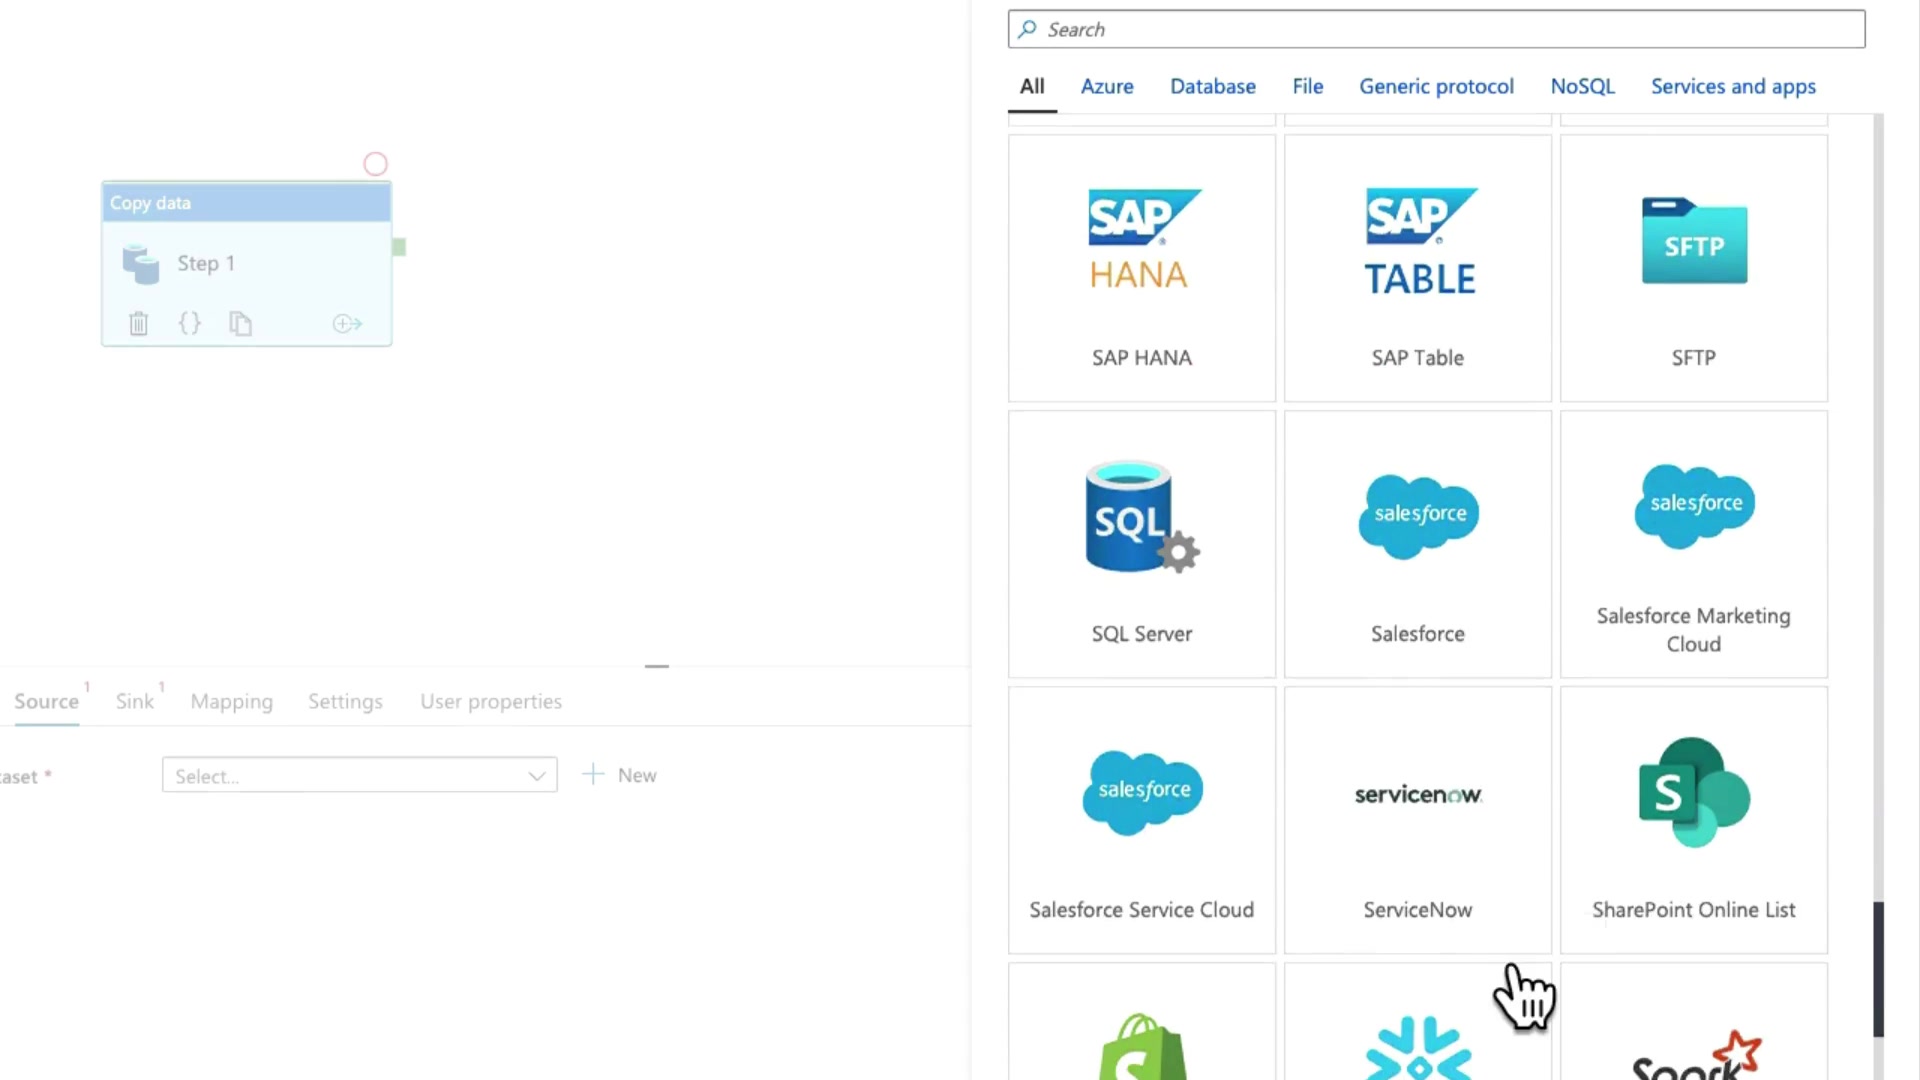 Search
All Azure Database File Generic protocol NoSQL Services and apps
Copy data
Step 1
{}
SAP
HANA
SAP HANA
SAP
TABLE
SAP Table
SFTP
SFTP
SQL
SQL Server
salesforce
Salesforce
salesforce
Salesforce Marketing
Cloud
Source 1 Sink 1 Mapping Settings User properties
taset *
Select...
+ New
salesforce
Salesforce Service Cloud
servicenow
ServiceNow
S
SharePoint Online List
S
Spark